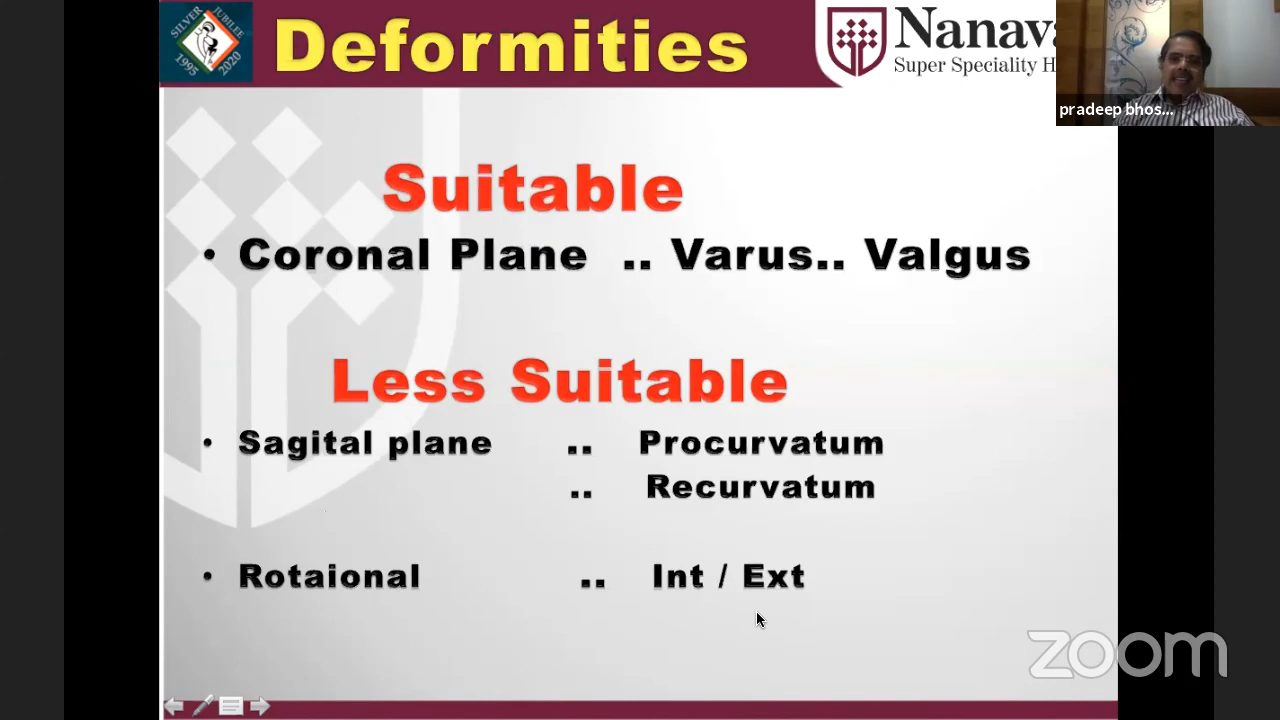 SILVER JUBILEE
1995 2020
Deformities
Nanava
Super Speciality H
pradeep bhos...
Suitable
• Coronal Plane .. Varus.. Valgus
Less Suitable
• Sagital plane .. Procurvatum
.. Recurvatum
• Rotaional .. Int / Ext
zoom